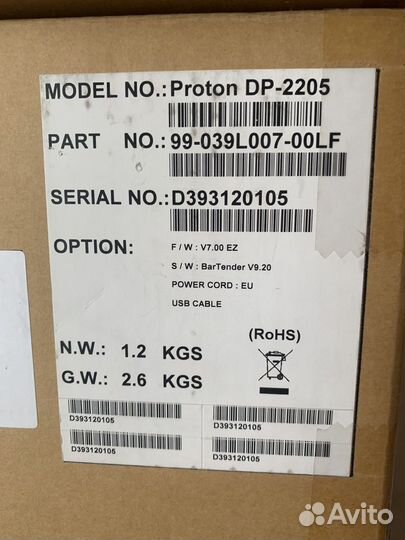 MODEL NO.:Proton DP-2205
PART NO.:99-039L007-00LF
SERIAL NO.:D393120105
OPTION:
F / W : V7.00 EZ
S / W : BarTender V9.20
POWER CORD : EU
USB CABLE
(RoHS)
N.W.: 1.2 KGS
G.W.: 2.6 KGS
D393120105
D393120105
D393120105
D393120105
Avito